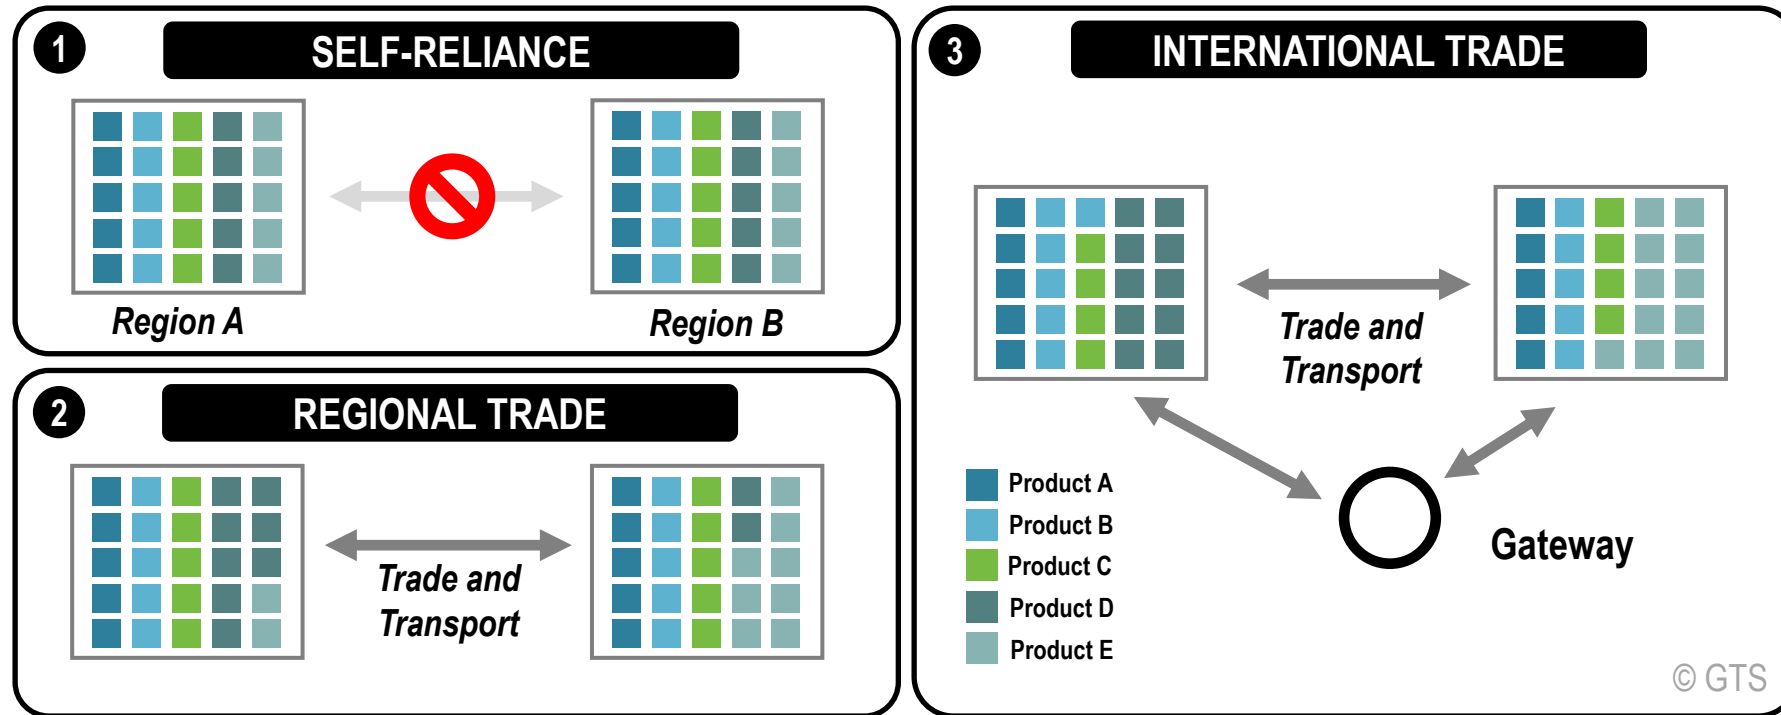 1
SELF-RELIANCE
Region A
Region B
2
REGIONAL TRADE
Trade and
Transport
3
INTERNATIONAL TRADE
Trade and
Transport
Product A
Product B
Product C
Product D
Product E
Gateway
© GTS